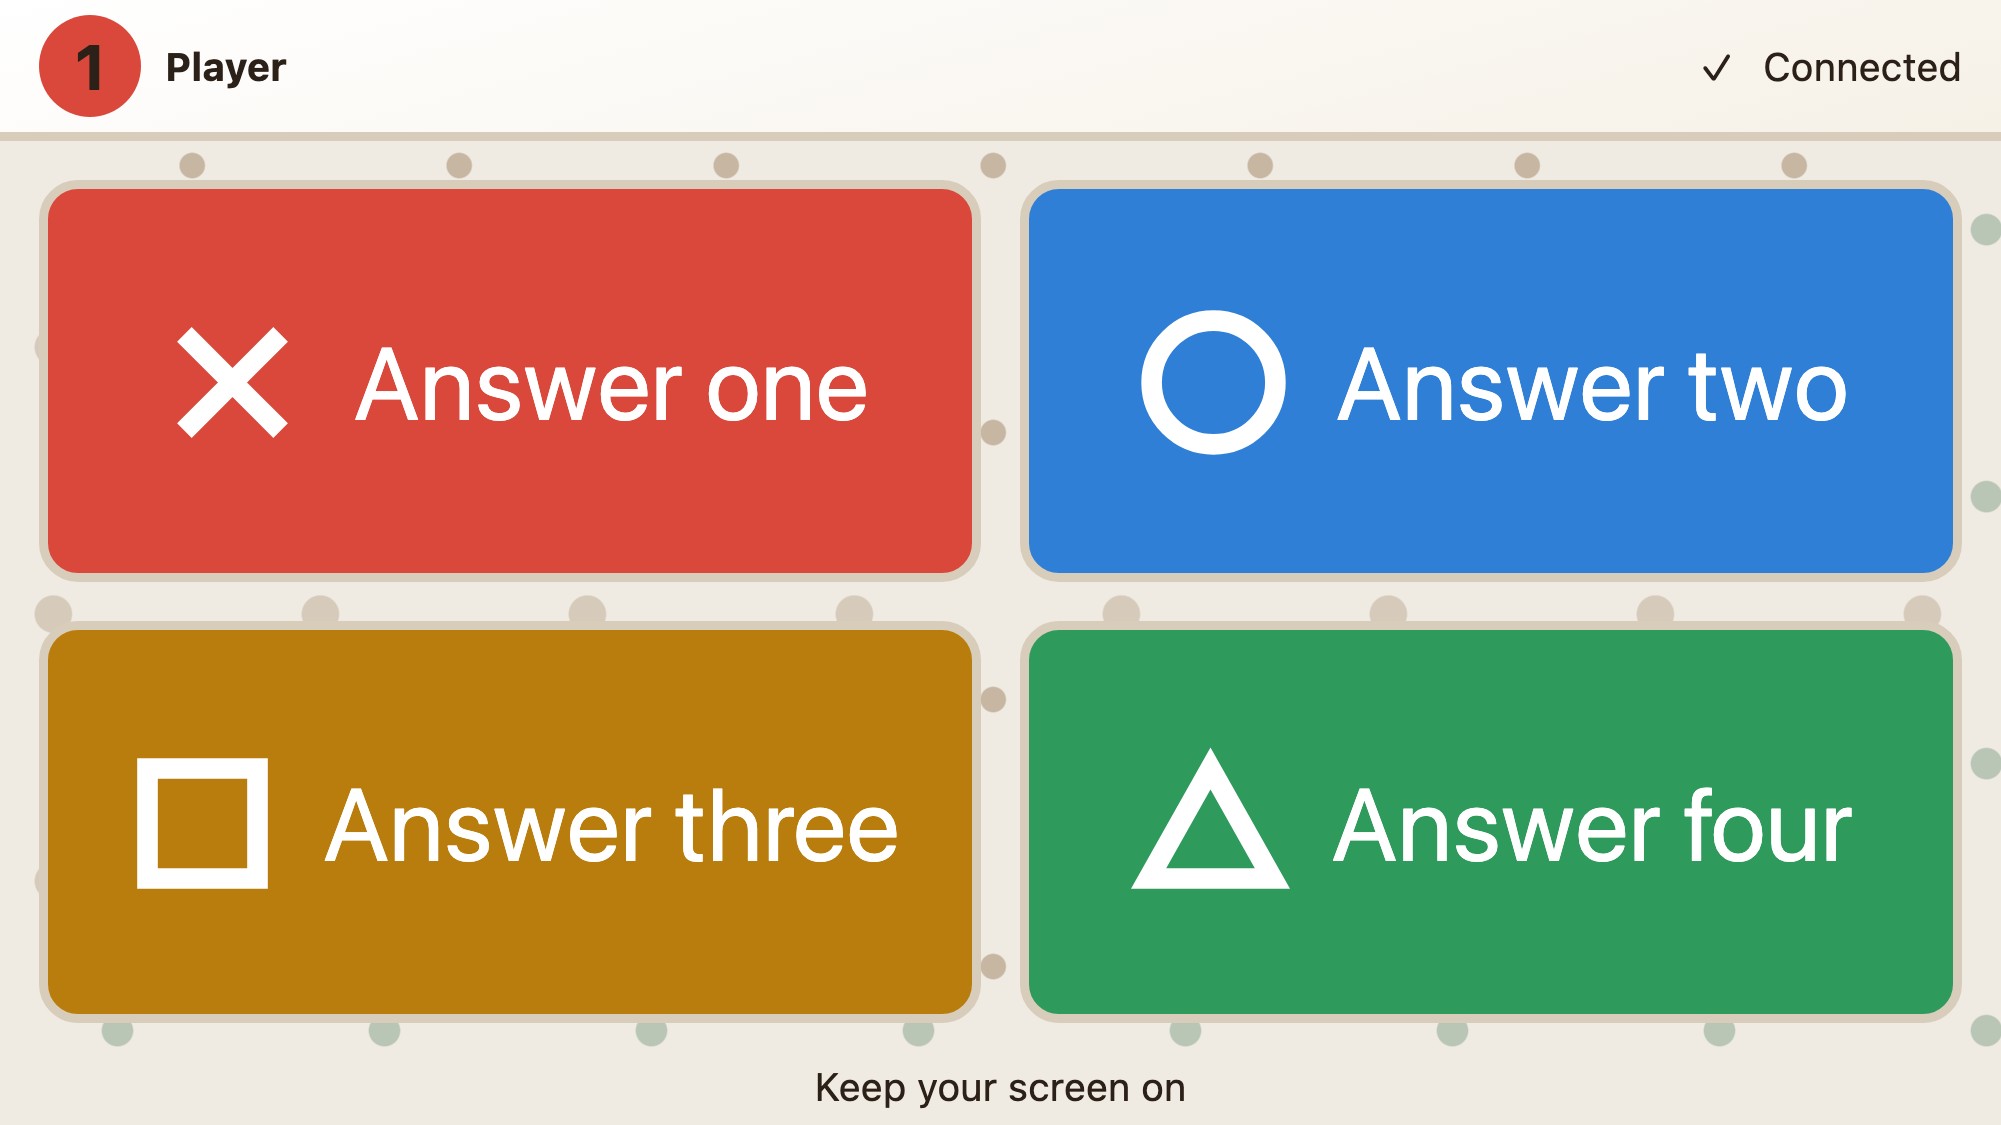 1 Player
✓ Connected
Answer one
Answer two
Answer three
Answer four
Keep your screen on